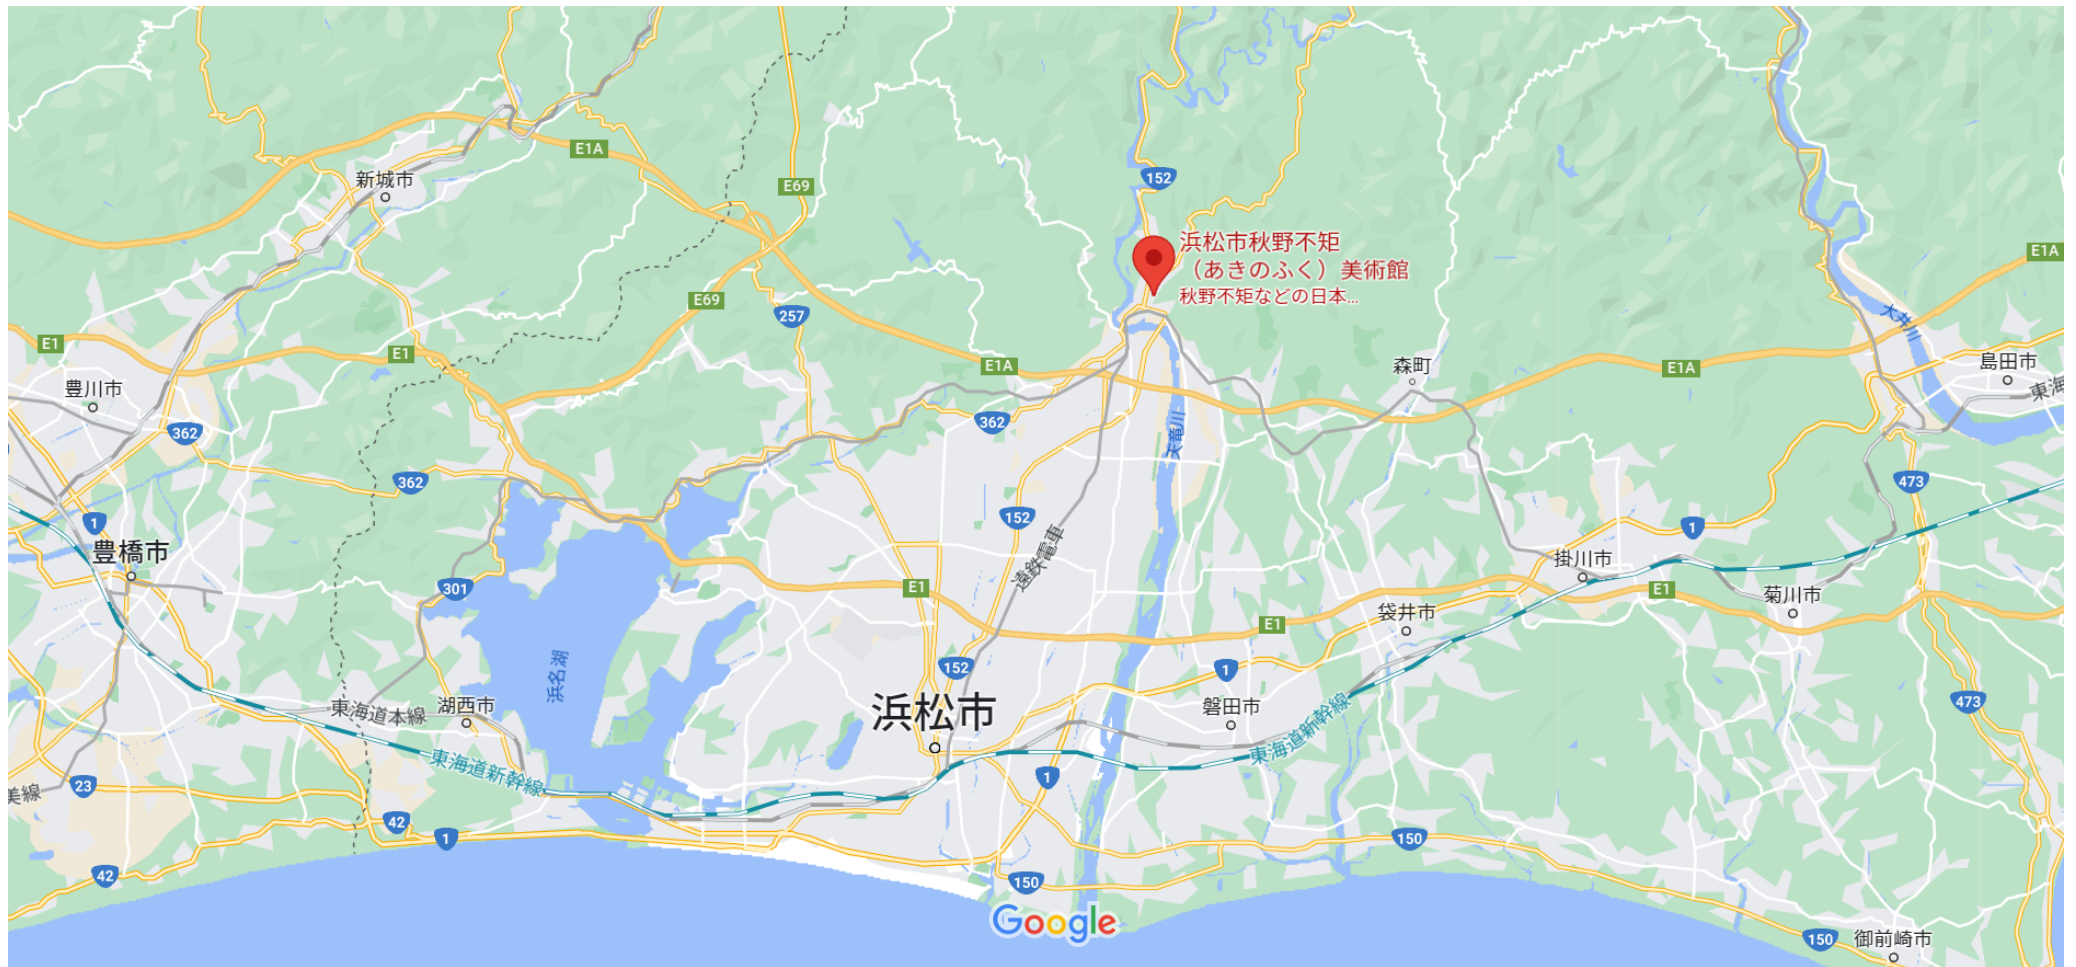 E1A
新城市
E69
152
浜松市秋野不矩
（あきのふく）美術館
秋野不矩などの日本...
E1A
E69
257
大井川
E1
E1
E1A
森町
E1A
島田市
豊川市
東海
362
362
天竜川
362
473
1
152
1
豊橋市
遠鉄電車
掛川市
301
E1
E1
菊川市
袋井市
E1
浜名湖
152
1
浜松市
473
東海道本線
湖西市
磐田市
東海道新幹線
東海道新幹線
1
23
美線
42
1
150
42
150
Google
150
御前崎市